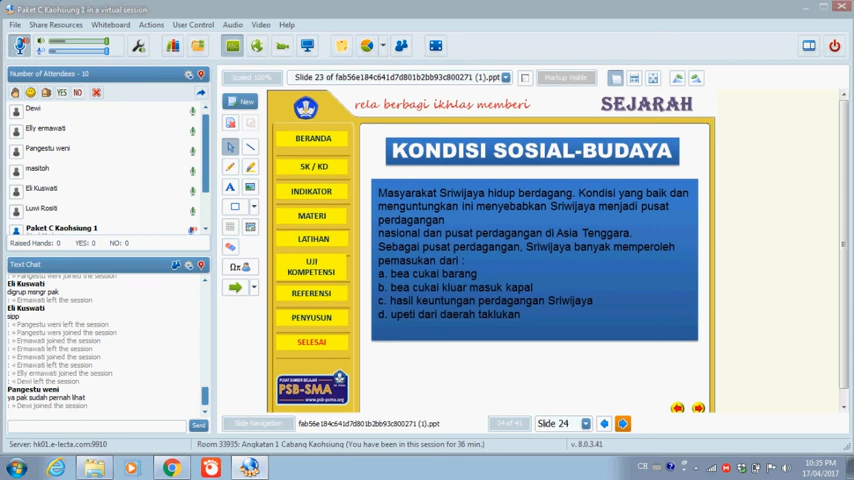 Paket C Kaohsiung 1 in a virtual session
File Share Resources Whiteboard Actions User Control Audio Video Help
Number of Attendees - 10
YES NO
Dewi
Elly ermawati
Pangestu weni
masitoh
Eli Kuswati
Luwi Rosti
Paket C Kaohsiung 1
Raised Hands: 0 YES: 0 NO: 0
Text Chat
: » Pangestu weni joined the session
Eli Kuswati
digrup msngr pak
: » Ermawati left the session
Eli Kuswati
sipp
: » Pangestu weni left the session
: » Pangestu weni joined the session
: » Ermawati joined the session
: » Ermawati left the session
: » Elly ermawati joined the session
: » Dewi left the session
Pangestu weni
ya pak sudah pernah lihat
: » Dewi joined the session
Send
Scaled 100%
Slide 23 of fab56e184c641d7d801b2bb93c800271 (1).ppt
Markup Visible
New
rela berbagi ikhlas memberi
SEJARAH
BERANDA
SK / KD
INDIKATOR
MATERI
LATIHAN
UJI
KOMPETENSI
REFERENSI
PENYUSUN
SELESAI
PUSAT SUMBER BELAJAR
PSB-SMA
www.psb-psma.org
KONDISI SOSIAL-BUDAYA
Masyarakat Sriwijaya hidup berdagang. Kondisi yang baik dan
menguntungkan ini menyebabkan Sriwijaya menjadi pusat
perdagangan
nasional dan pusat perdagangan di Asia Tenggara.
Sebagai pusat perdagangan, Sriwijaya banyak memperoleh
pemasukan dari :
a. bea cukai barang
b. bea cukai kluar masuk kapal
c. hasil keuntungan perdagangan Sriwijaya
d. upeti dari daerah taklukan
Slide Navigation
fab56e184c641d7d801b2bb93c800271 (1).ppt
24 of 41
Slide 24
Server: hk01.e-lecta.com:9910
Room 33935: Angkatan 1 Cabang Kaohsiung (You have been in this session for 36 min.)
v. 8.0.3.41
CH
10:35 PM
17/04/2017